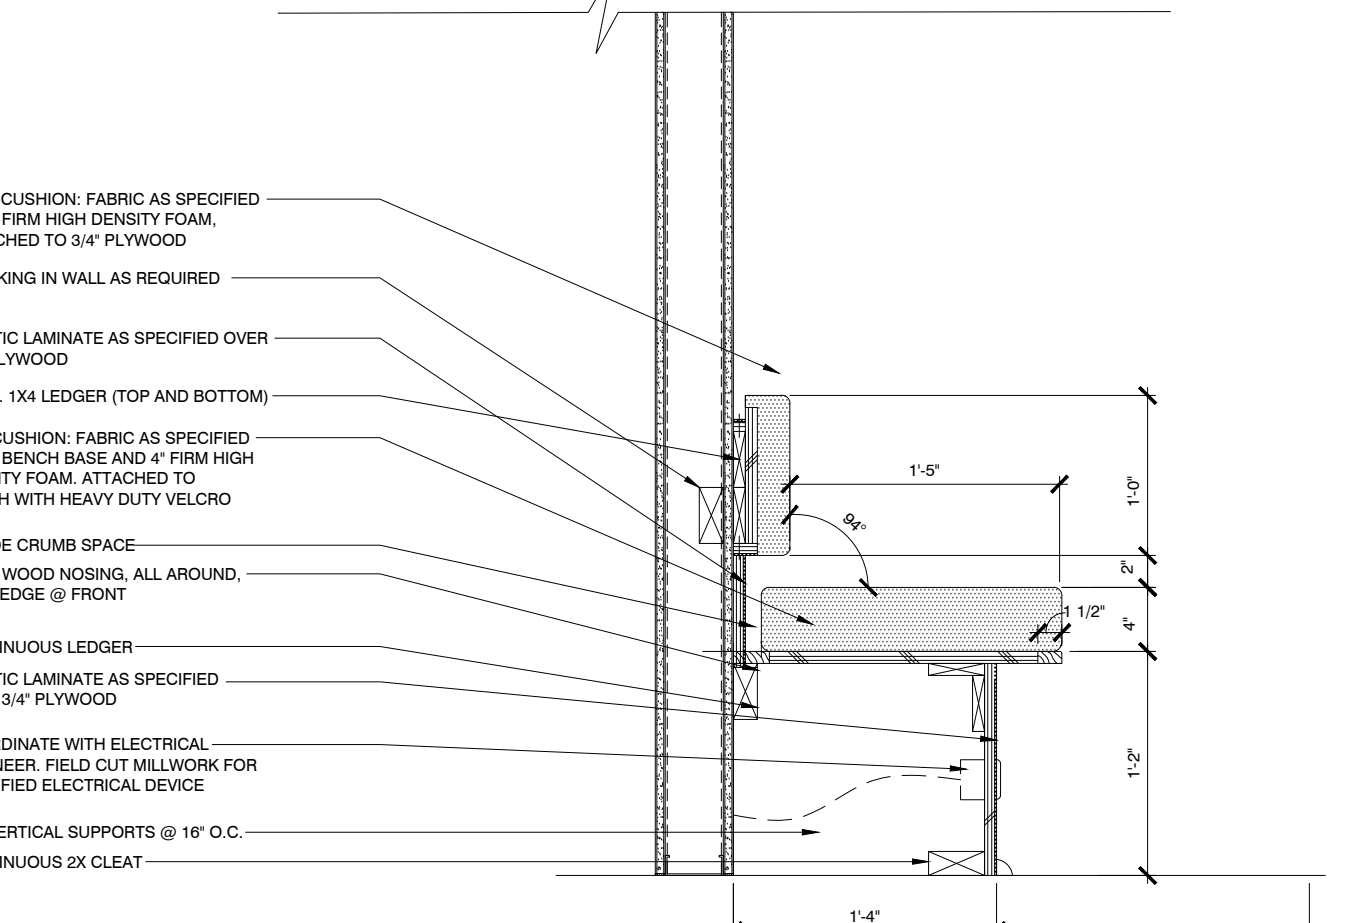 CUSHION: FABRIC AS SPECIFIED
FIRM HIGH DENSITY FOAM,
CHED TO 3/4" PLYWOOD
KING IN WALL AS REQUIRED
TIC LAMINATE AS SPECIFIED OVER
LYWOOD
. 1X4 LEDGER (TOP AND BOTTOM)
CUSHION: FABRIC AS SPECIFIED
BENCH BASE AND 4" FIRM HIGH
ITY FOAM. ATTACHED TO
H WITH HEAVY DUTY VELCRO
DE CRUMB SPACE
WOOD NOSING, ALL AROUND,
EDGE @ FRONT
INUOUS LEDGER
TIC LAMINATE AS SPECIFIED
3/4" PLYWOOD
RDINATE WITH ELECTRICAL
NEER. FIELD CUT MILLWORK FOR
IFIED ELECTRICAL DEVICE
ERTICAL SUPPORTS @ 16" O.C.
INUOUS 2X CLEAT
1'-5"
94°
1'-0"
2"
1 1/2"
4"
1'-2"
1'-4"